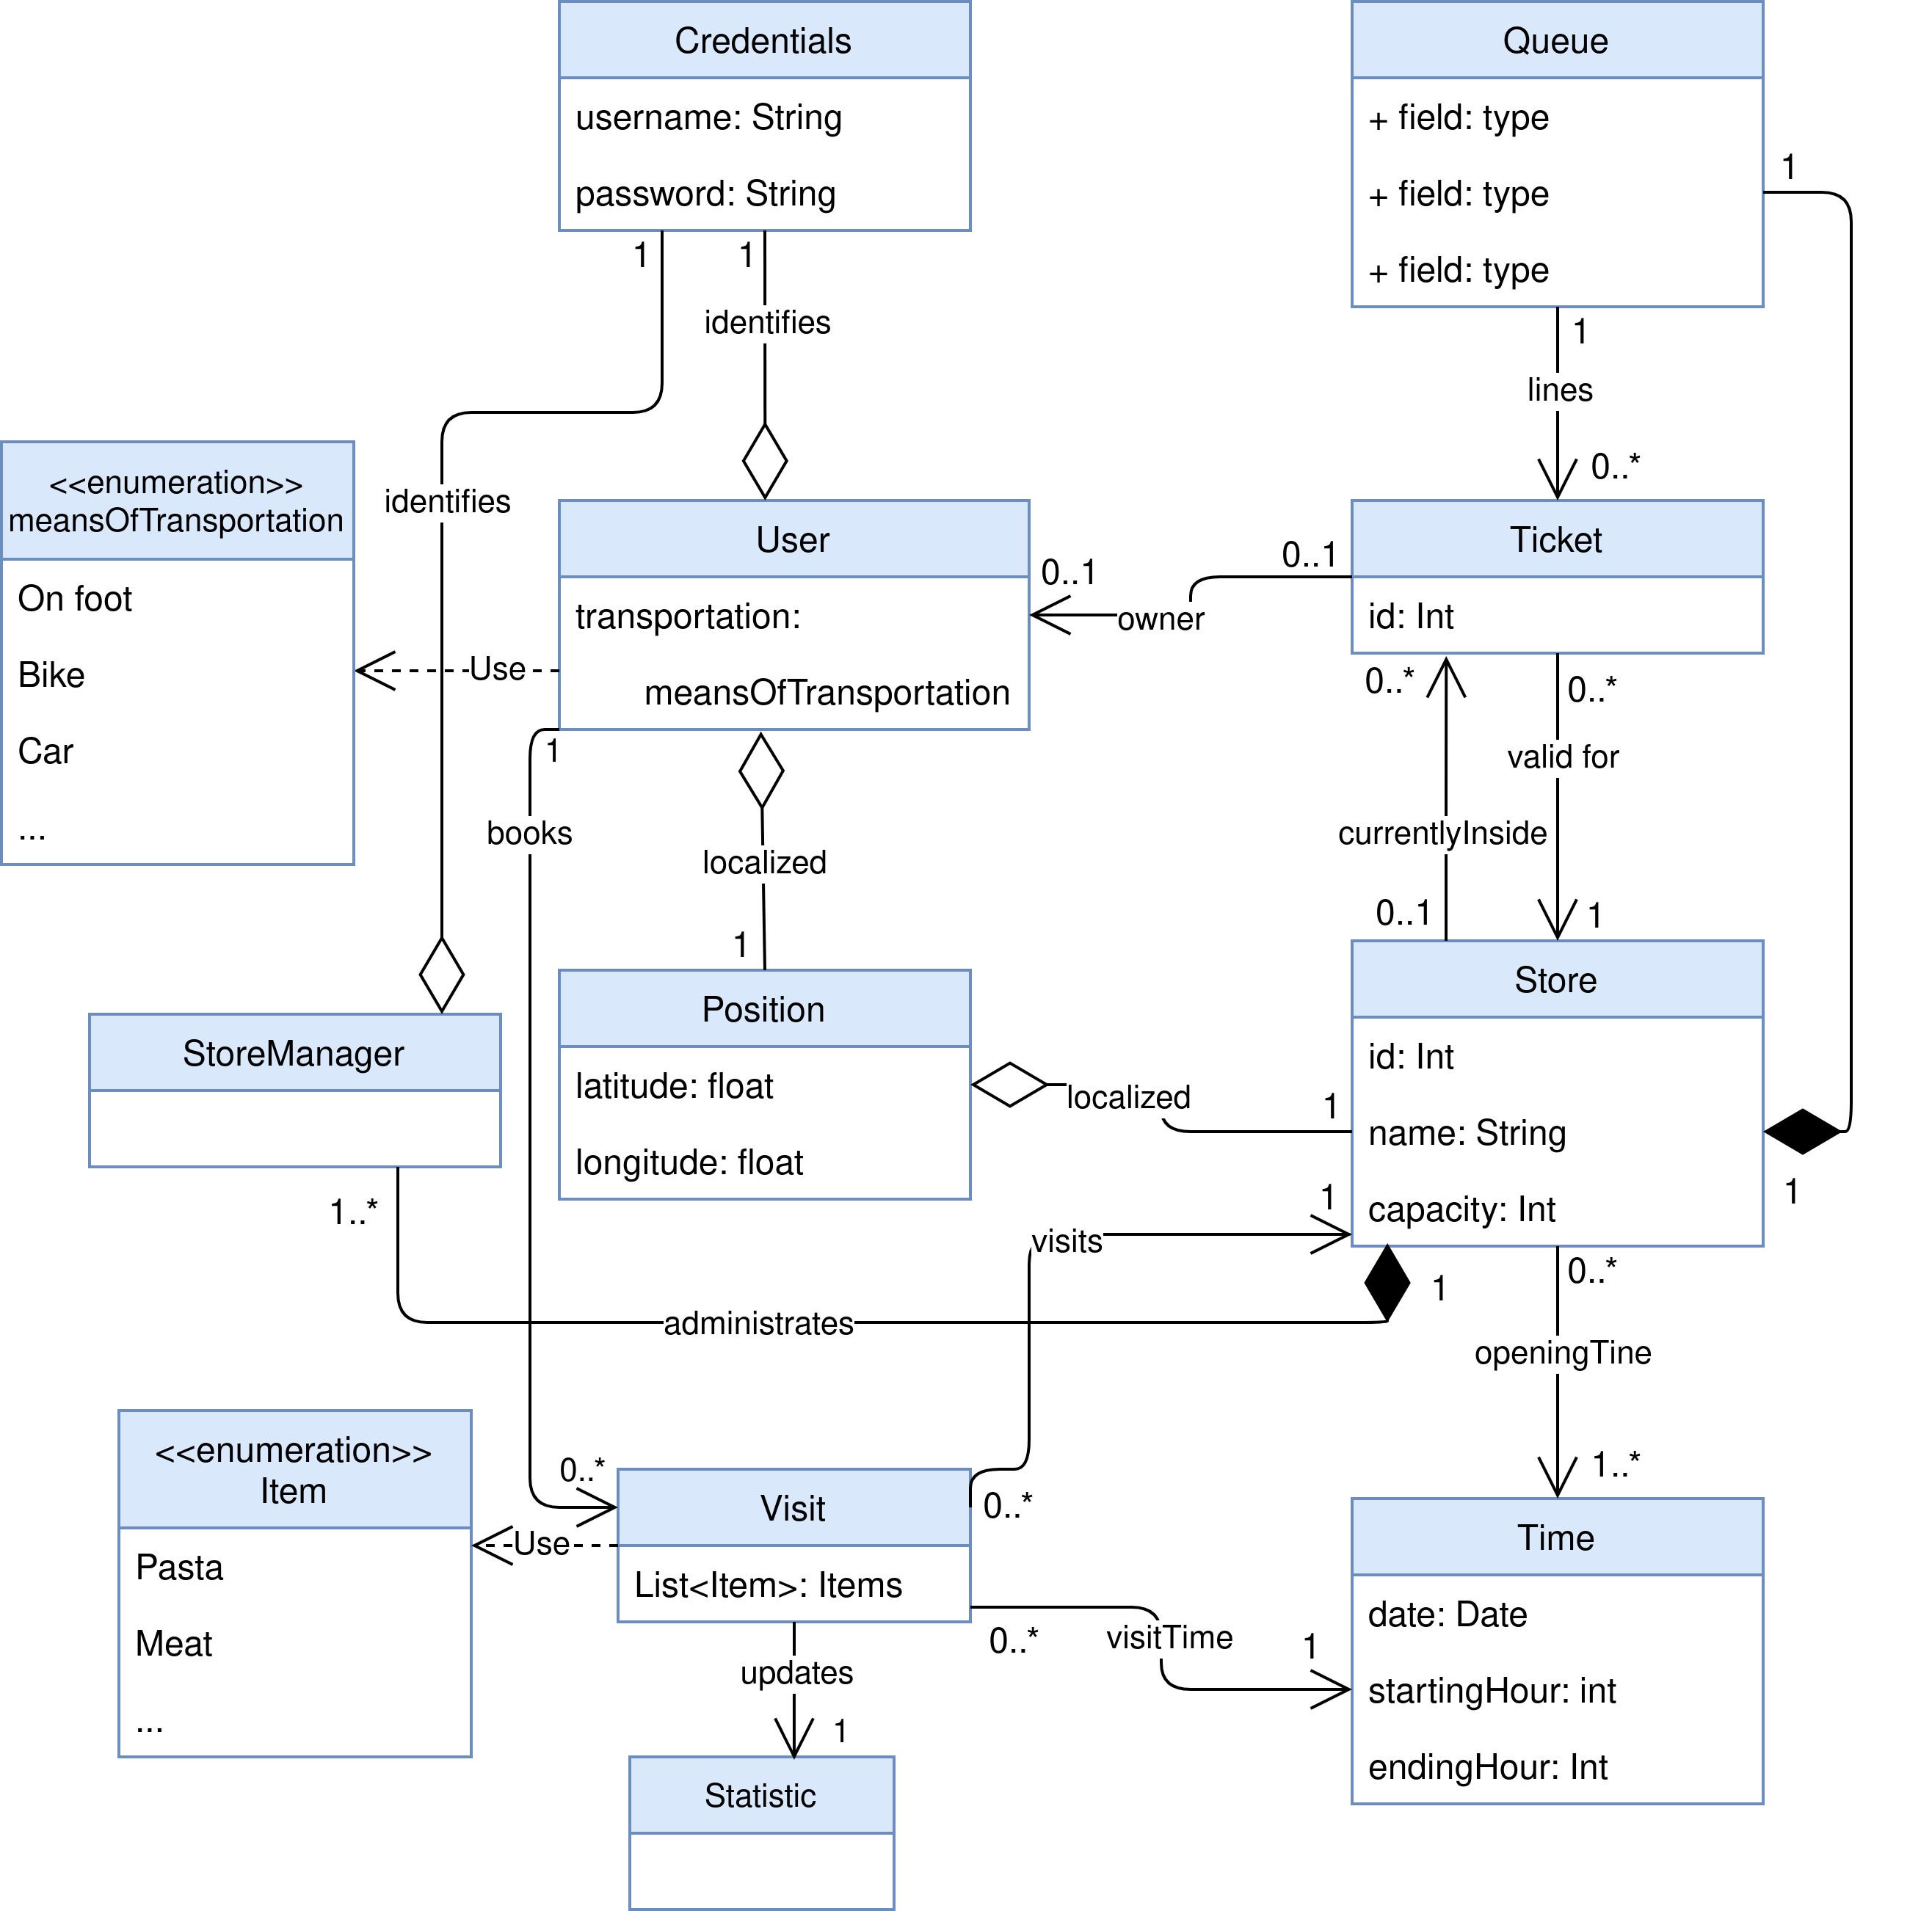 Credentials
username: String
password: String
Queue
+ field: type
+ field: type
+ field: type
1
1
1
identifies
1
lines
0..*
<<enumeration>>
meansOfTransportation
On foot
Bike
Car
...
identifies
User
transportation:
meansOfTransportation
0..1
0..1
owner
Ticket
id: Int
Use
1
books
localized
1
0..*
0..*
valid for
currentlyInside
0..1
1
StoreManager
Position
latitude: float
longitude: float
localized
1
Store
id: Int
name: String
capacity: Int
1
1..*
visits
1
administrates
1
0..*
openingTine
1..*
<<enumeration>>
Item
Pasta
Meat
...
0..*
Use
Visit
List<Item>: Items
0..*
0..*
visitTime
1
Time
date: Date
startingHour: int
endingHour: Int
updates
1
Statistic